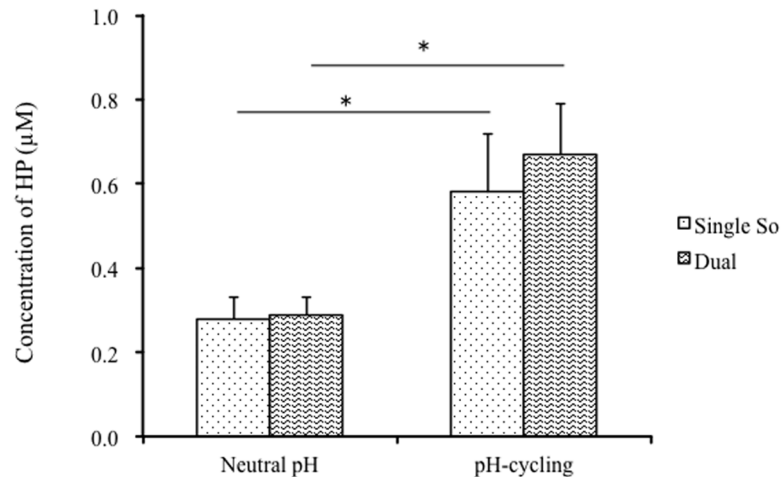 Concentration of HP (µM)
1.0
0.8
0.6
0.4
0.2
0.0
*
*
Neutral pH
pH-cycling
Single So
Dual